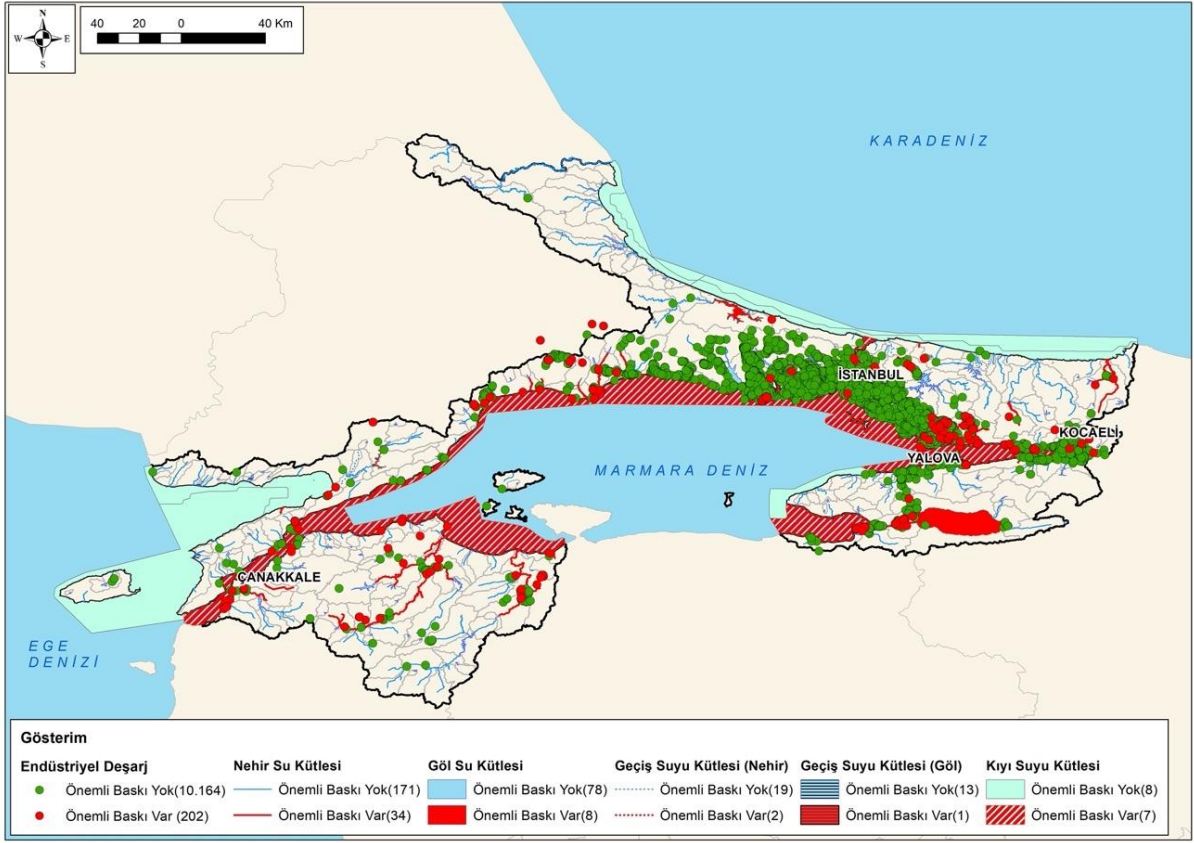 N
W E
S
40 20 0 40 Km
KARADENİZ
İSTANBUL
KOCAELİ
YALOVA
MARMARA DENİZ
ÇANAKKALE
EGE
DENİZİ
Gösterim
Endüstriyel Deşarj
Önemli Baskı Yok(10.164)
Önemli Baskı Var (202)
Nehir Su Kütlesi
Önemli Baskı Yok(171)
Önemli Baskı Var(34)
Göl Su Kütlesi
Önemli Baskı Yok(78)
Önemli Baskı Var(8)
Geçiş Suyu Kütlesi (Nehir)
Önemli Baskı Yok(19)
Önemli Baskı Var(2)
Geçiş Suyu Kütlesi (Göl)
Önemli Baskı Yok(13)
Önemli Baskı Var(1)
Kıyı Suyu Kütlesi
Önemli Baskı Yok(8)
Önemli Baskı Var(7)